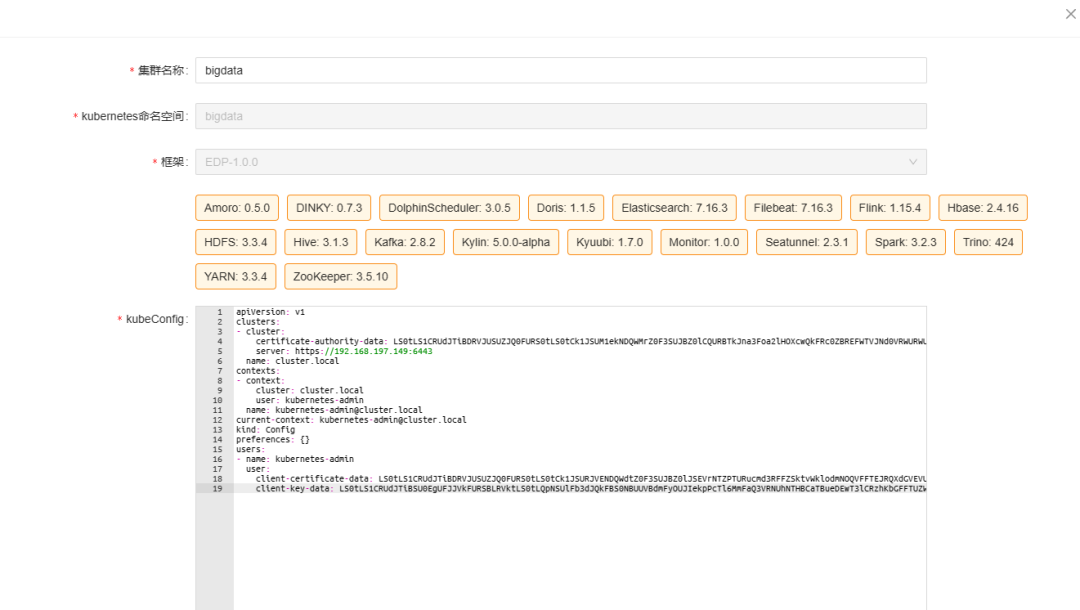 * 集群名称: bigdata
* kubernetes命名空间: bigdata
* 框架: EDP-1.0.0
Amoro: 0.5.0 DINKY: 0.7.3 DolphinScheduler: 3.0.5 Doris: 1.1.5 Elasticsearch: 7.16.3 Filebeat: 7.16.3 Flink: 1.15.4 Hbase: 2.4.16
HDFS: 3.3.4 Hive: 3.1.3 Kafka: 2.8.2 Kylin: 5.0.0-alpha Kyuubi: 1.7.0 Monitor: 1.0.0 Seatunnel: 2.3.1 Spark: 3.2.3 Trino: 424
YARN: 3.3.4 ZooKeeper: 3.5.10
* kubeConfig:
1 apiVersion: v1
2 clusters:
3 - cluster:
4 certificate-authority-data:
5 server: https://192.168.197.149:6443
6 name: cluster.local
7 contexts:
8 - context:
9 cluster: cluster.local
10 user: kubernetes-admin
11 name: kubernetes-admin@cluster.local
12 current-context: kubernetes-admin@cluster.local
13 kind: Config
14 preferences: {}
15 users:
16 - name: kubernetes-admin
17 user:
18 client-certificate-data:
19 client-key-data: